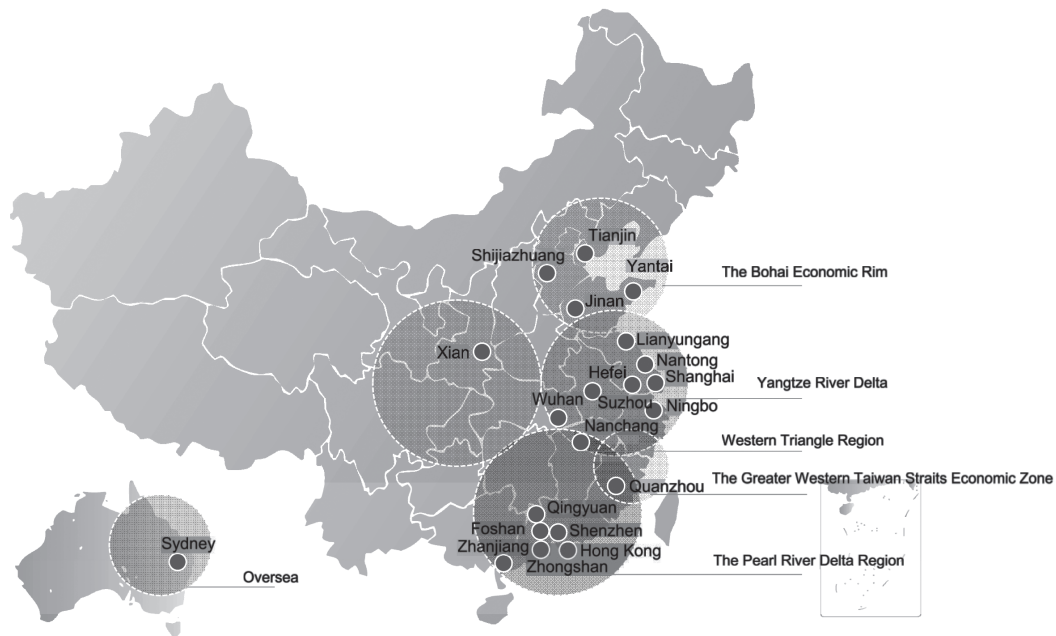 Tianjin
Shijiazhuang
Yantai
The Bohai Economic Rim
Jinan
Lianyungang
Xian
Nantong
Hefei
Shanghai
Yangtze River Delta
Wuhan
Suzhou
Ningbo
Nanchang
Western Triangle Region
The Greater Western Taiwan Straits Economic Zone
Quanzhou
Qingyuan
Foshan
Shenzhen
Sydney
Zhanjiang
Hong Kong
The Pearl River Delta Region
Zhongshan
Oversea